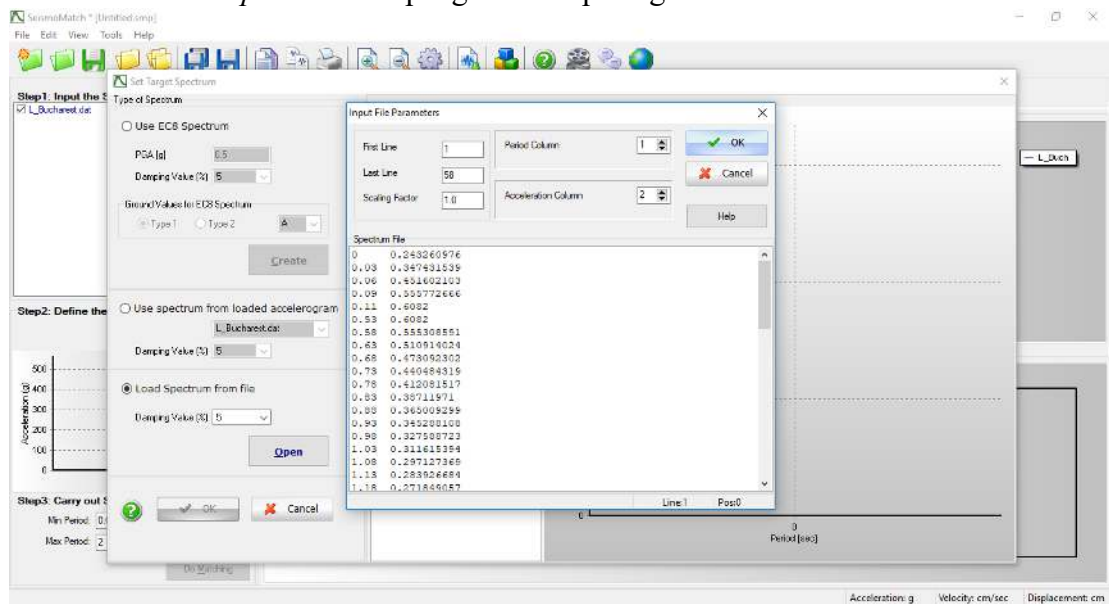 SeismoMatch * [Untitled.smp]
File Edit View Tools Help
Step1: Input the S
L_Bucharest.dat
Set Target Spectrum
Type of Spectrum
Use EC8 Spectrum
PGA [g] 0.5
Damping Value (%) 5
Ground Values for EC8 Spectrum
Type 1 Type 2 A
Create
Step2: Define the
Use spectrum from loaded accelerogram
L_Bucharest.dat
Damping Value (%) 5
Load Spectrum from file
Damping Value (%) 5
Open
OK Cancel
500
400
300
200
100
0
Acceleration (g)
Step3: Carry out S
Min Period:
Max Period: 2
Do Matching
Input File Parameters
First Line 1
Last Line 58
Scaling Factor 1.0
Period Column 1
Acceleration Column 2
OK
Cancel
Help
Spectrum File
0 0.243260976
0.03 0.347431539
0.06 0.451602103
0.09 0.555772666
0.11 0.6082
0.53 0.6082
0.58 0.555308551
0.63 0.510914024
0.68 0.473092302
0.73 0.440484319
0.78 0.412081517
0.83 0.38711971
0.88 0.365009299
0.93 0.345288108
0.98 0.327588723
1.03 0.311615394
1.08 0.297127369
1.13 0.283926684
1.18 0.271849057
Line:1 Pos:0
L_Buch
0
0
Period [sec]
Acceleration: g Velocity: cm/sec Displacement: cm